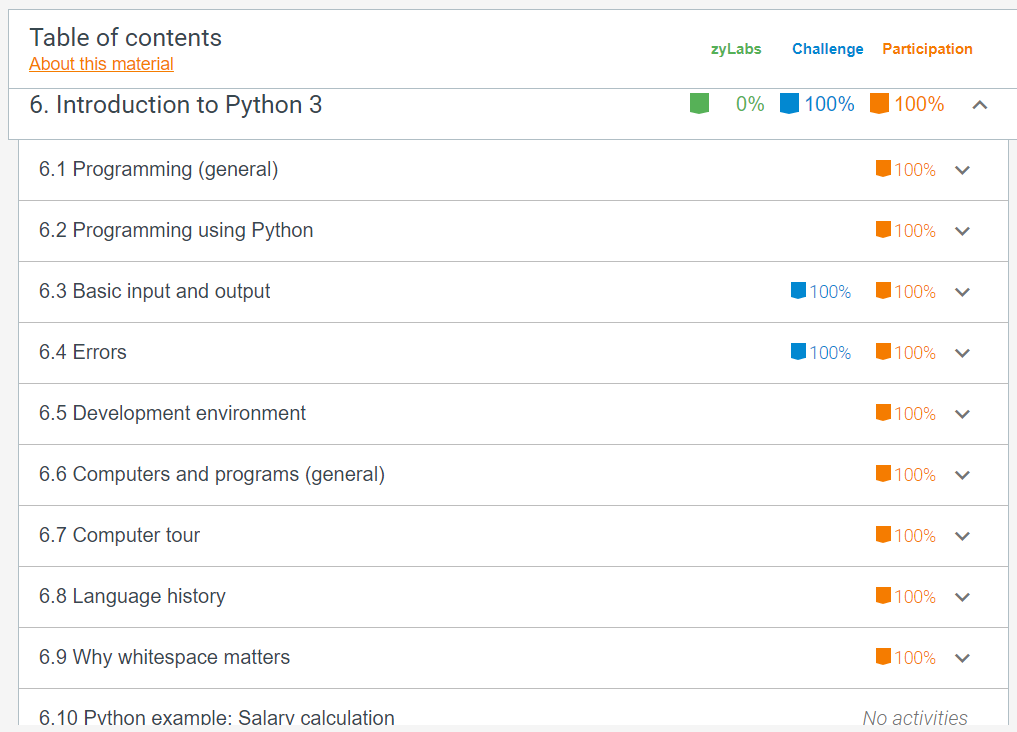 Table of contents
About this material
zyLabs Challenge Participation
6. Introduction to Python 3 0% 100% 100%
6.1 Programming (general) 100%
6.2 Programming using Python 100%
6.3 Basic input and output 100% 100%
6.4 Errors 100% 100%
6.5 Development environment 100%
6.6 Computers and programs (general) 100%
6.7 Computer tour 100%
6.8 Language history 100%
6.9 Why whitespace matters 100%
6.10 Python example: Salary calculation No activities